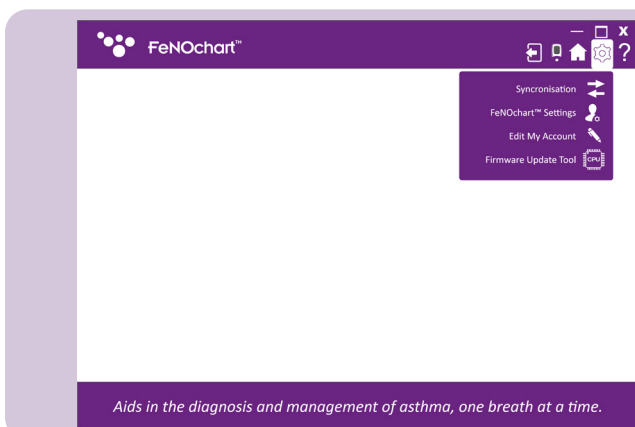 FeNOchart™
X
?
Syncronisation
FeNOchart™ Settings
Edit My Account
Firmware Update Tool CPU
Aids in the diagnosis and management of asthma, one breath at a time.